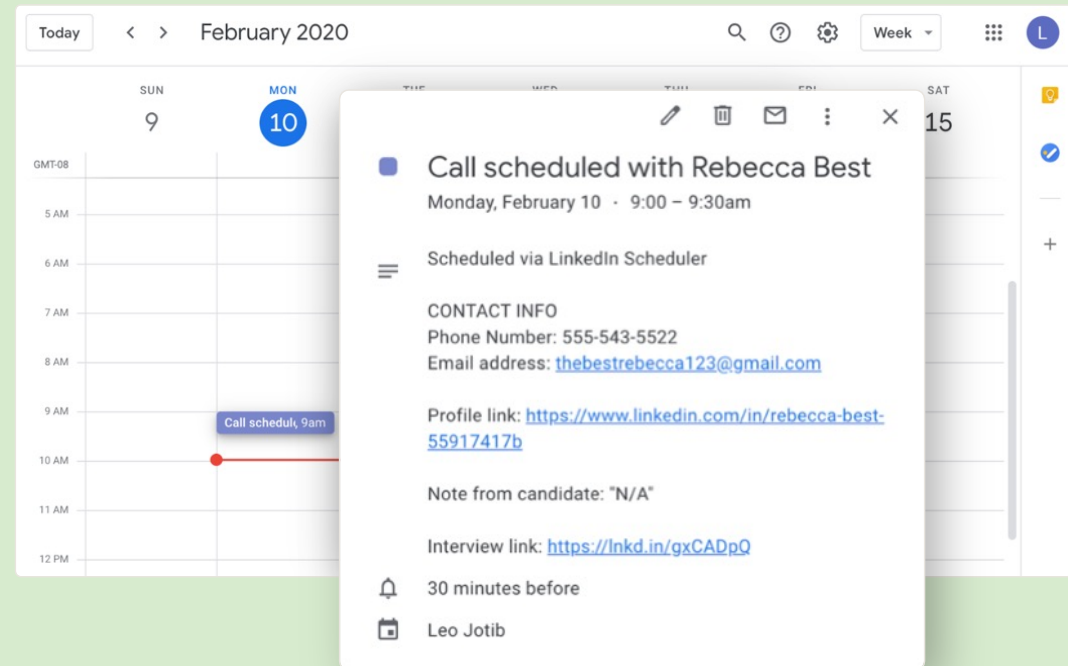 Today
February 2020
Week
L
SUN
MON
SAT
9
10
15
GMT-08
5 AM
6 AM
7 AM
8 AM
9 AM
Call schedul, 9am
10 AM
11 AM
12 PM
Call scheduled with Rebecca Best
Monday, February 10 · 9:00 – 9:30am
Scheduled via LinkedIn Scheduler
CONTACT INFO
Phone Number: 555-543-5522
Email address: thebestrebecca123@gmail.com
Profile link: https://www.linkedin.com/in/rebecca-best-
55917417b
Note from candidate: "N/A"
Interview link: https://lnkd.in/gxCADpQ
30 minutes before
Leo Jotib